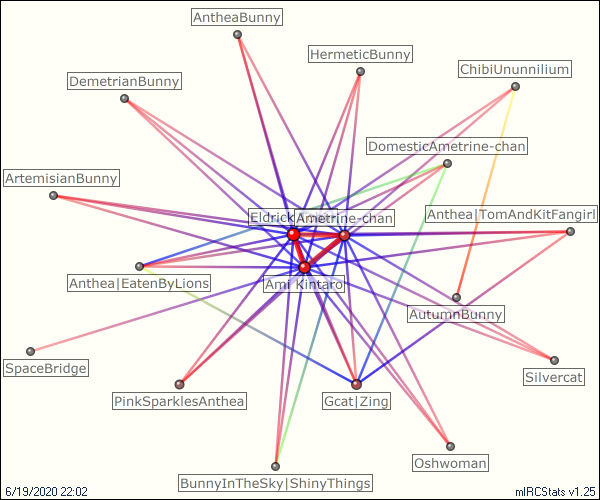 AntheaBunny
HermeticBunny
ChibiUnunnilium
DemetrianBunny
DomesticAmetrine-chan
ArtemisianBunny
Anthea|TomAndKitFangirl
Eldrick
Ametrine-chan
Anthea|EatenByLions
Ami Kintaro
AutumnBunny
SpaceBridge
Silvercat
PinkSparklesAnthea
Gcat|Zing
Oshwoman
BunnyInTheSky|ShinyThings
6/19/2020 22:02
mIRCStats v1.25